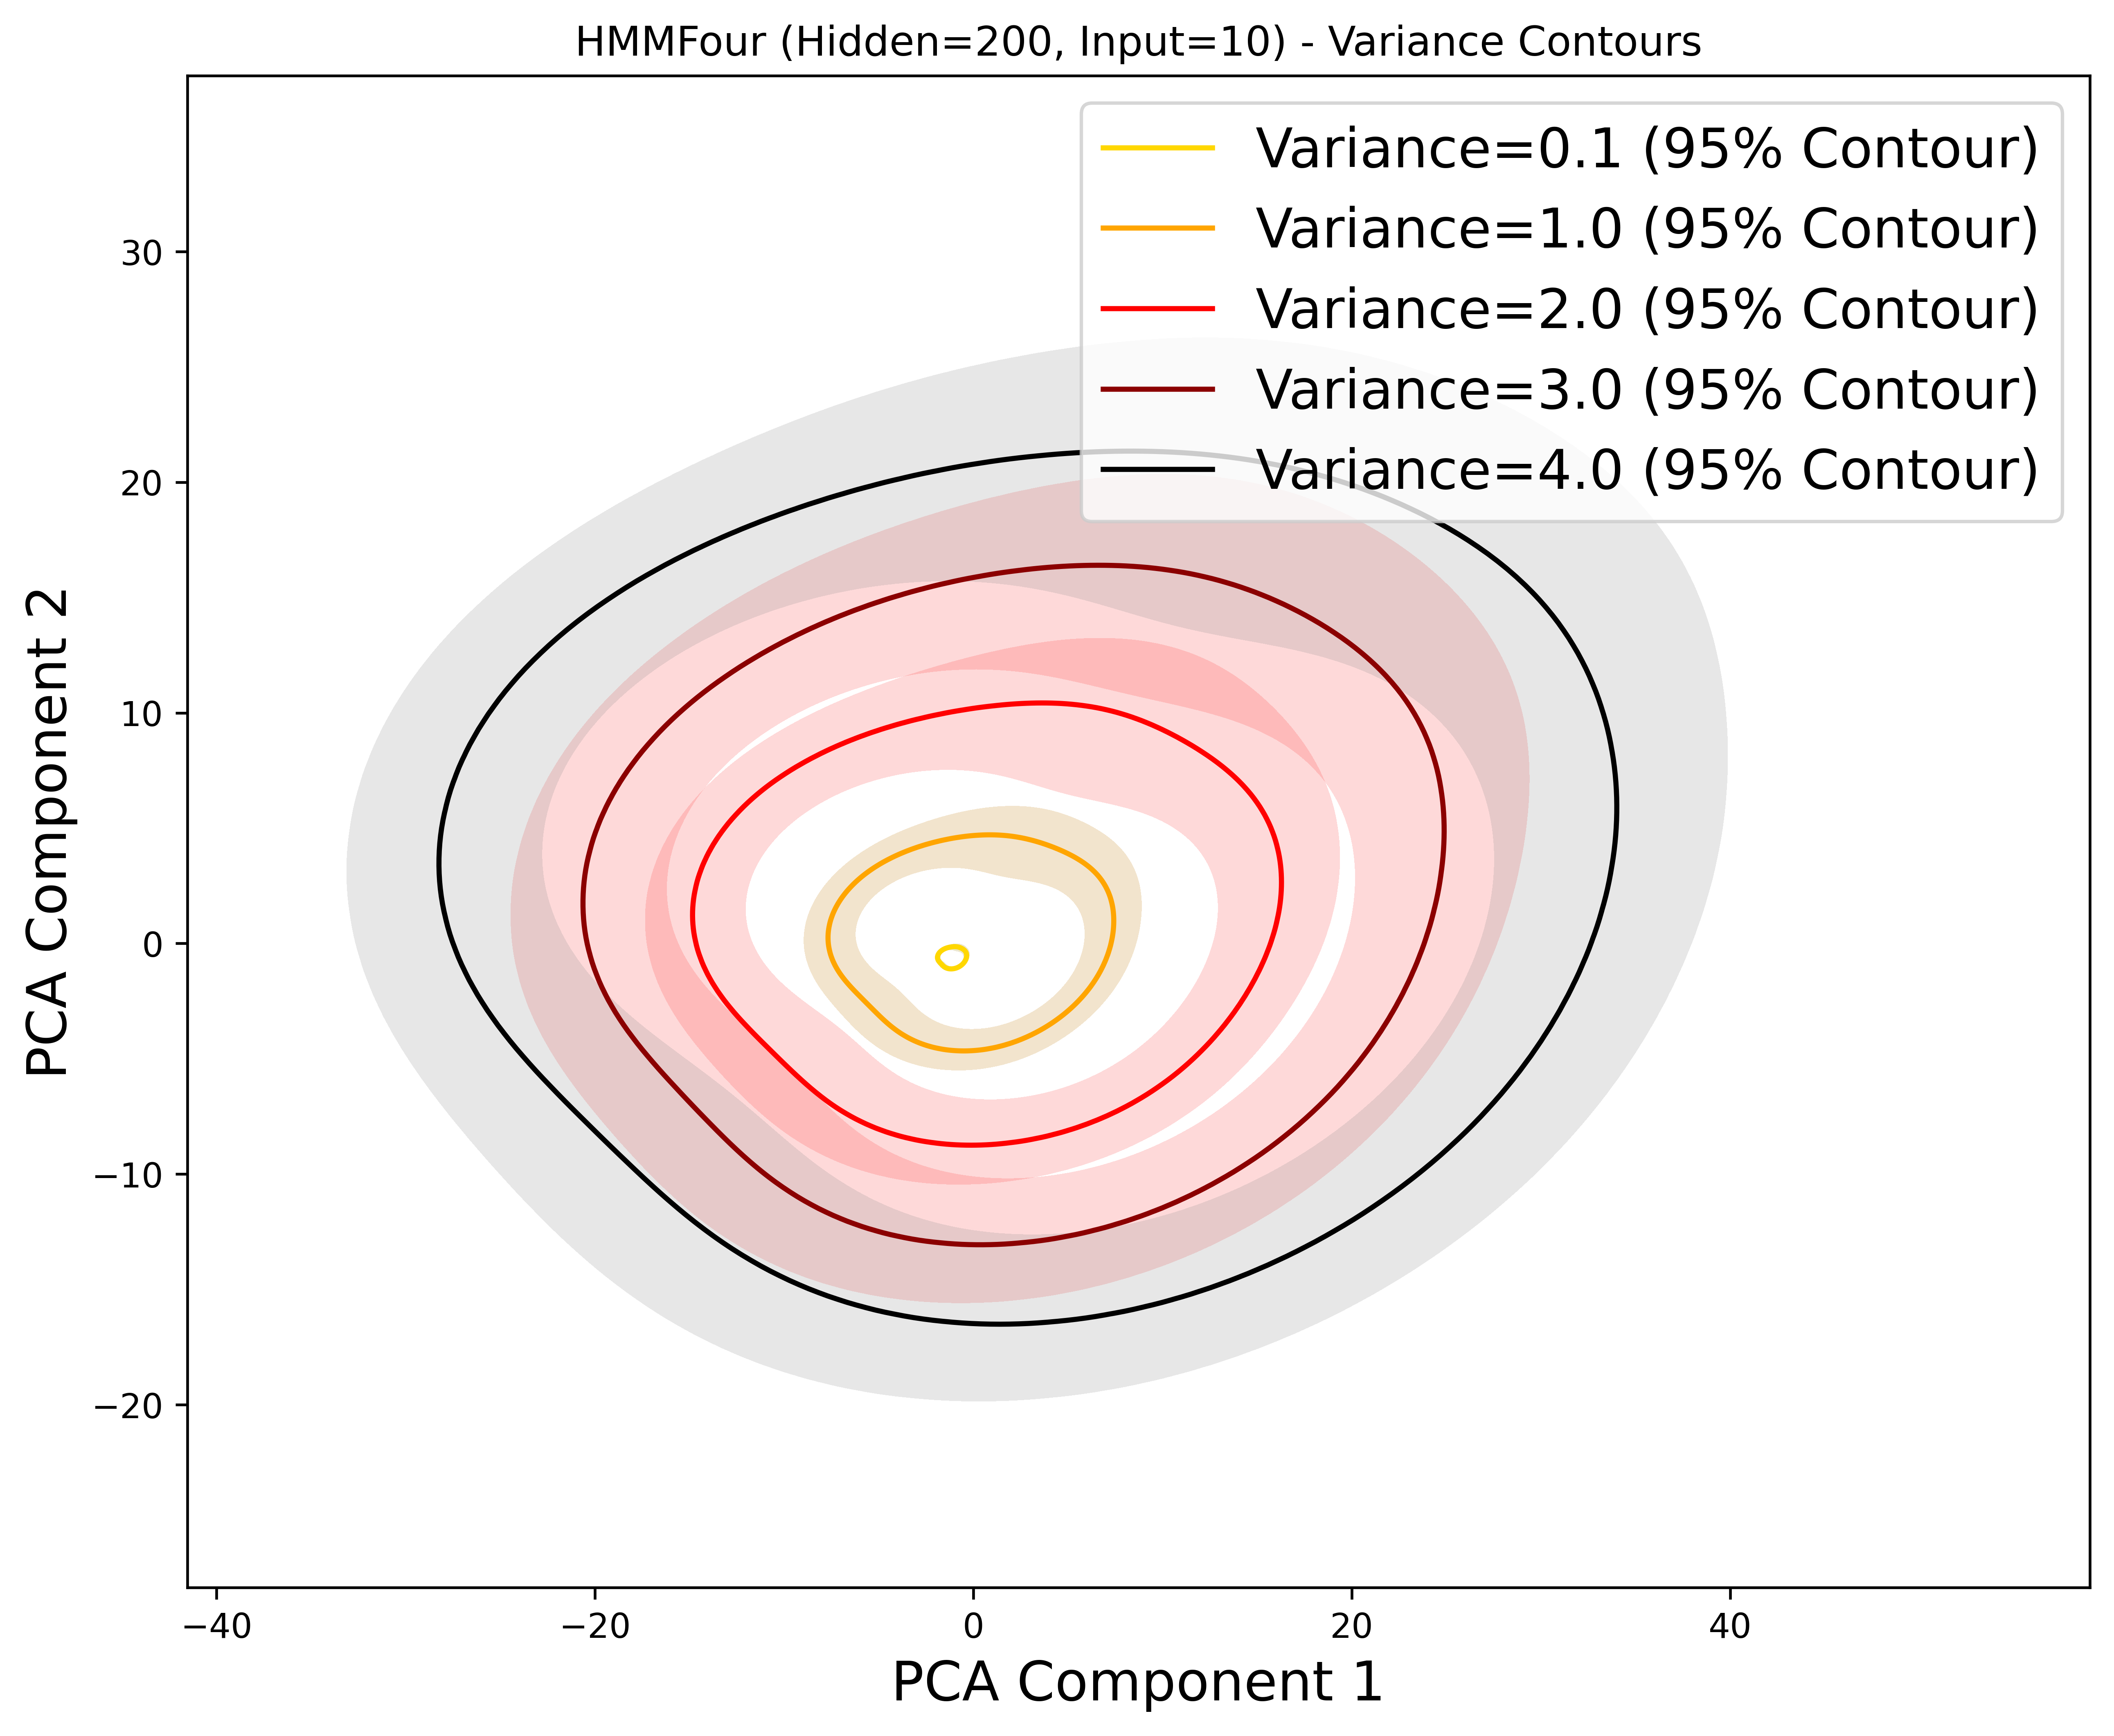 HMMFour (Hidden=200, Input=10) - Variance Contours
Variance=0.1 (95% Contour)
Variance=1.0 (95% Contour)
Variance=2.0 (95% Contour)
Variance=3.0 (95% Contour)
Variance=4.0 (95% Contour)
PCA Component 2
30
20
10
0
−10
−20
−40
−20
0
20
40
PCA Component 1